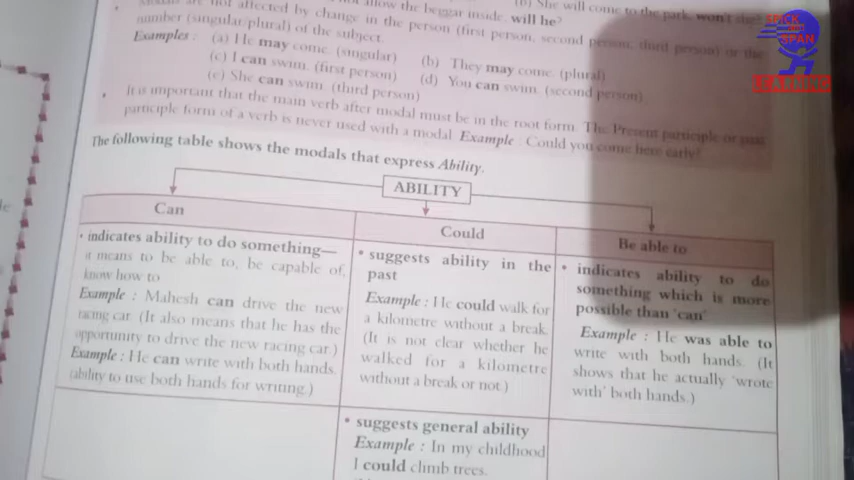 not allow the beggar inside, will he?
(b) She will come to the park, won't she?
are not affected by change in the person (first person, second person, third person) or the
number (singular/plural) of the subject.
Examples : (a) He may come. (singular) (b) They may come. (plural)
(c) I can swim. (first person) (d) You can swim. (second person)
(e) She can swim. (third person)
• It is important that the main verb after modal must be in the root form. The Present participle or past
participle form of a verb is never used with a modal. Example : Could you come here early?
The following table shows the modals that express Ability.
ABILITY
Can
• indicates ability to do something—
it means to be able to, be capable of,
know how to
Example : Mahesh can drive the new
racing car. (It also means that he has the
opportunity to drive the new racing car.)
Example : He can write with both hands.
(ability to use both hands for writing.)
Could
• suggests ability in the
past
Example : He could walk for
a kilometre without a break.
(It is not clear whether he
walked for a kilometre
without a break or not.)
• suggests general ability
Example : In my childhood
I could climb trees.
Be able to
• indicates ability to do
something which is more
possible than 'can'
Example : He was able to
write with both hands. (It
shows that he actually 'wrote
with' both hands.)
SPAN
LEARNING